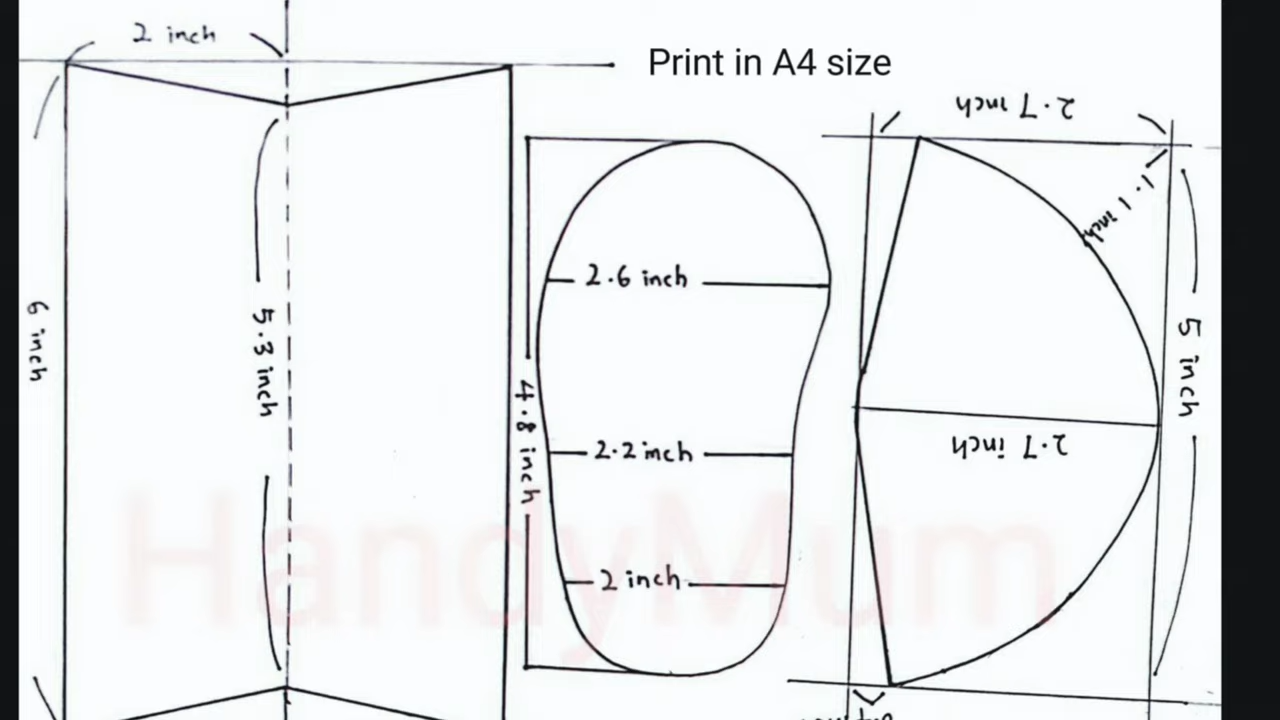 2 inch
Print in A4 size
2.7 inch
1.1 inch
2.6 inch
6 inch
5.3 inch
5 inch
4.8 inch
2.7 inch
2.2 inch
HandyMum
2 inch